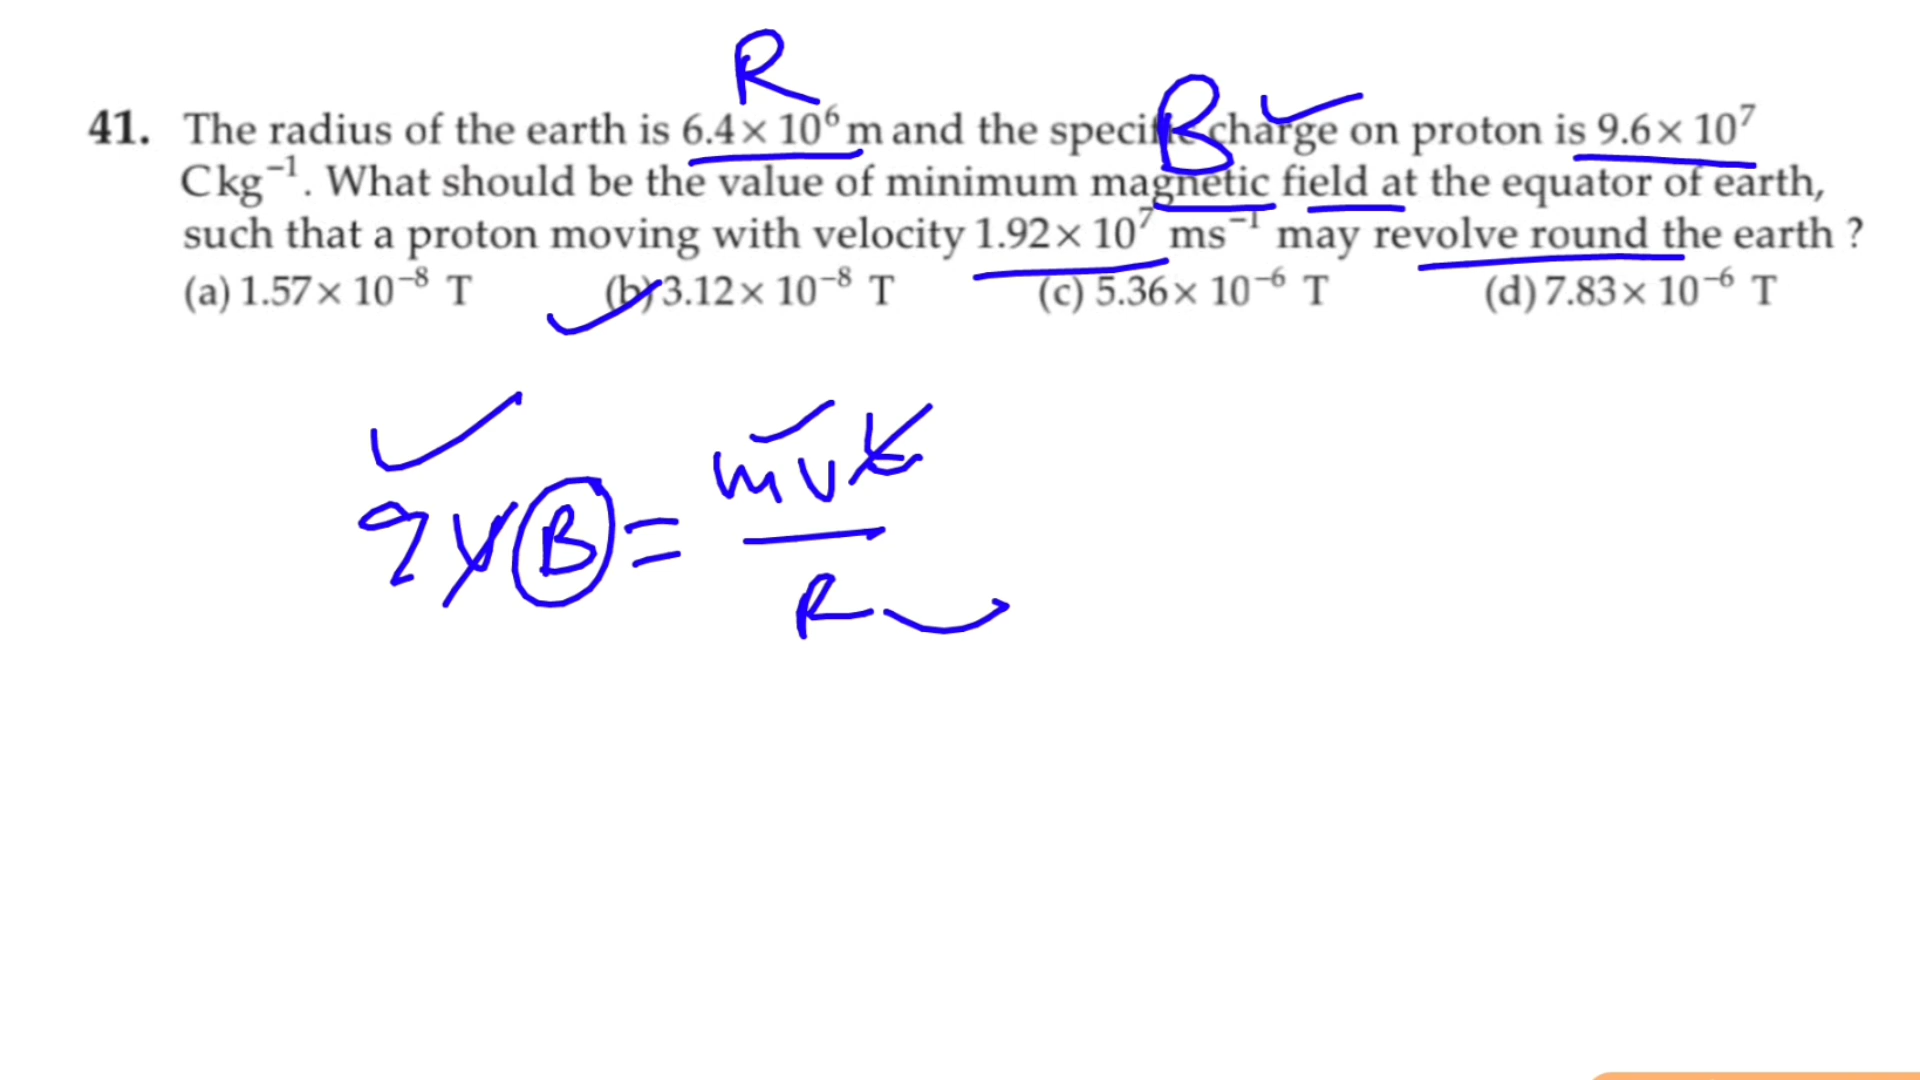 R
B
41. The radius of the earth is 6.4× 10⁶ m and the specific charge on proton is 9.6× 10⁷
C kg⁻¹. What should be the value of minimum magnetic field at the equator of earth,
such that a proton moving with velocity 1.92× 10⁷ ms⁻¹ may revolve round the earth ?
(a) 1.57× 10⁻⁸ T (b) 3.12× 10⁻⁸ T (c) 5.36× 10⁻⁶ T (d) 7.83× 10⁻⁶ T
mv²
qvB = ___
R